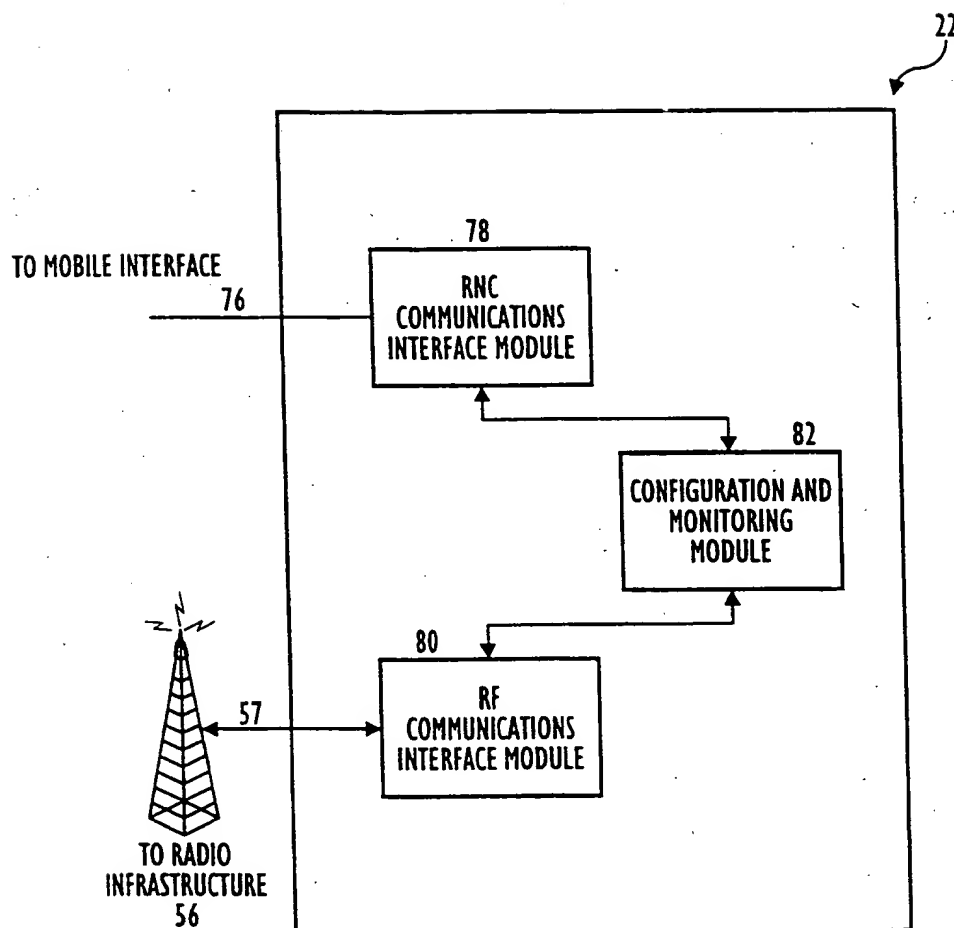 22
78
TO MOBILE INTERFACE
76
RNC
COMMUNICATIONS
INTERFACE MODULE
82
CONFIGURATION AND
MONITORING
MODULE
80
57
RF
COMMUNICATIONS
INTERFACE MODULE
TO RADIO
INFRASTRUCTURE
56